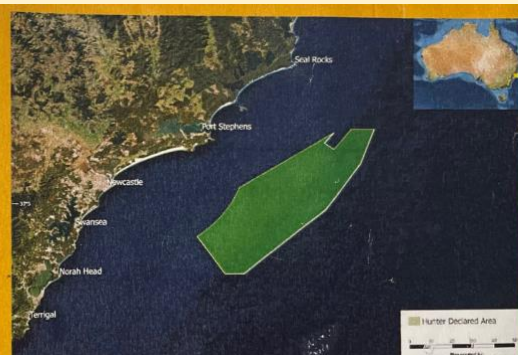 Seal Rocks
Port Stephens
Newcastle
Swansea
Norah Head
Terrigal
Hunter Declared Area